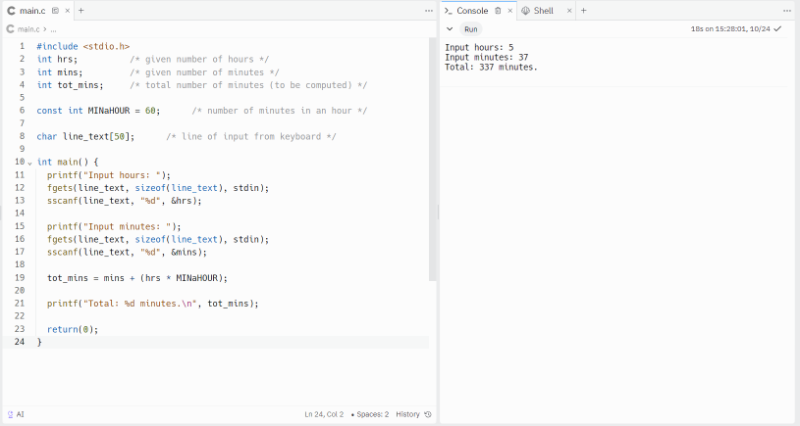 main.c
main.c › ...
1 #include <stdio.h>
2 int hrs; /* given number of hours */
3 int mins; /* given number of minutes */
4 int tot_mins; /* total number of minutes (to be computed) */
5
6 const int MINaHOUR = 60; /* number of minutes in an hour */
7
8 char line_text[50]; /* line of input from keyboard */
9
10 int main() {
11 printf("Input hours: ");
12 fgets(line_text, sizeof(line_text), stdin);
13 sscanf(line_text, "%d", &hrs);
14
15 printf("Input minutes: ");
16 fgets(line_text, sizeof(line_text), stdin);
17 sscanf(line_text, "%d", &mins);
18
19 tot_mins = mins + (hrs * MINaHOUR);
20
21 printf("Total: %d minutes.\n", tot_mins);
22
23 return(0);
24 }
AI Ln 24, Col 2 • Spaces: 2 History
Console Shell
Run 18s on 15:28:01, 10/24
Input hours: 5
Input minutes: 37
Total: 337 minutes.